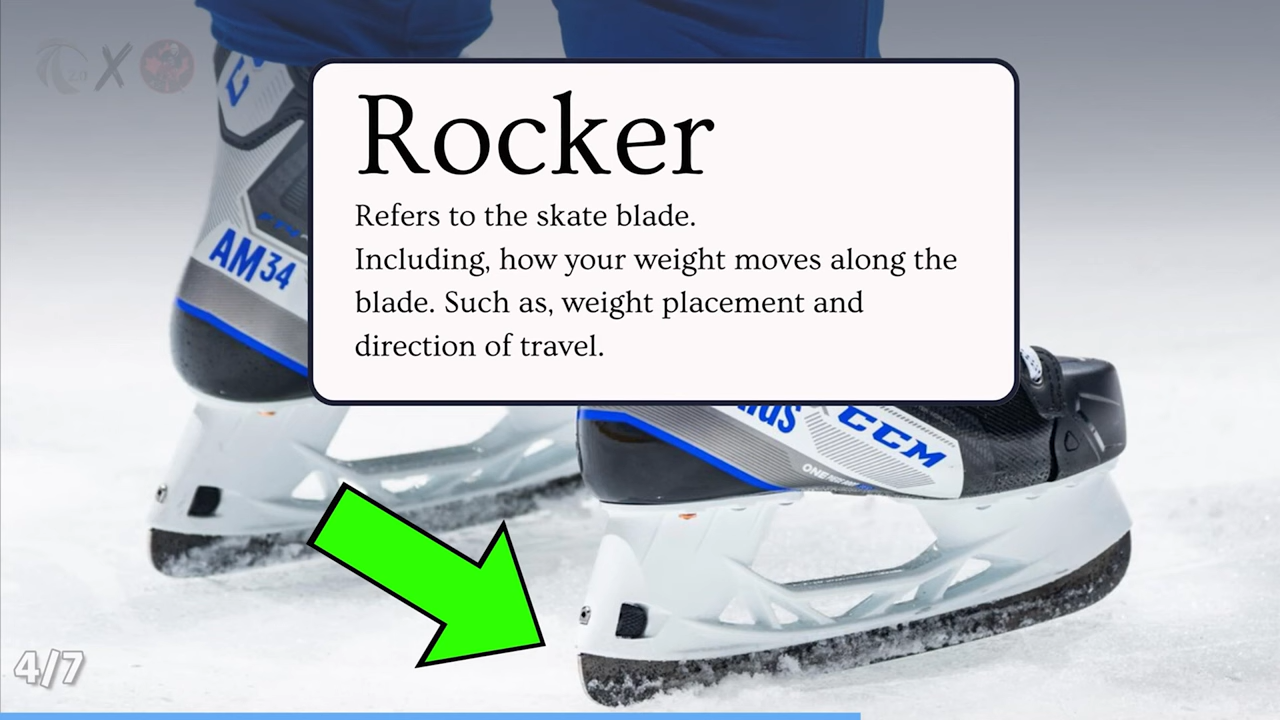 Rocker
Refers to the skate blade.
Including, how your weight moves along the
blade. Such as, weight placement and
direction of travel.
AM34
CCM
4/7